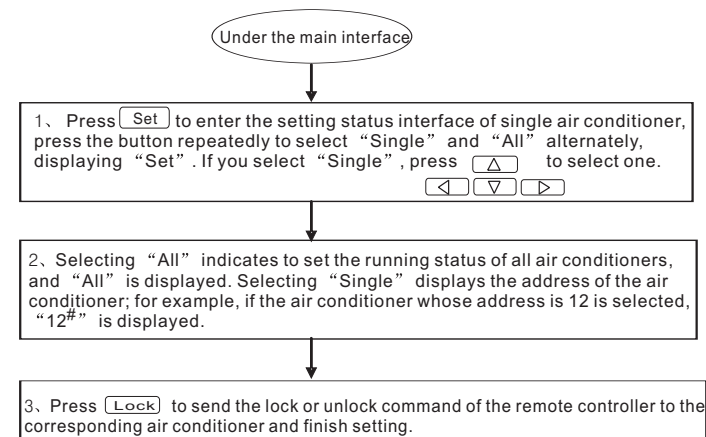 Under the main interface
1、 Press Set to enter the setting status interface of single air conditioner,
press the button repeatedly to select “Single” and “All” alternately,
displaying “Set” . If you select “Single” , press △ to select one.
◁ ▽ ▷
2、Selecting “All” indicates to set the running status of all air conditioners,
and “All” is displayed. Selecting “Single” displays the address of the air
conditioner; for example, if the air conditioner whose address is 12 is selected,
“12#” is displayed.
3、Press Lock to send the lock or unlock command of the remote controller to the
corresponding air conditioner and finish setting.